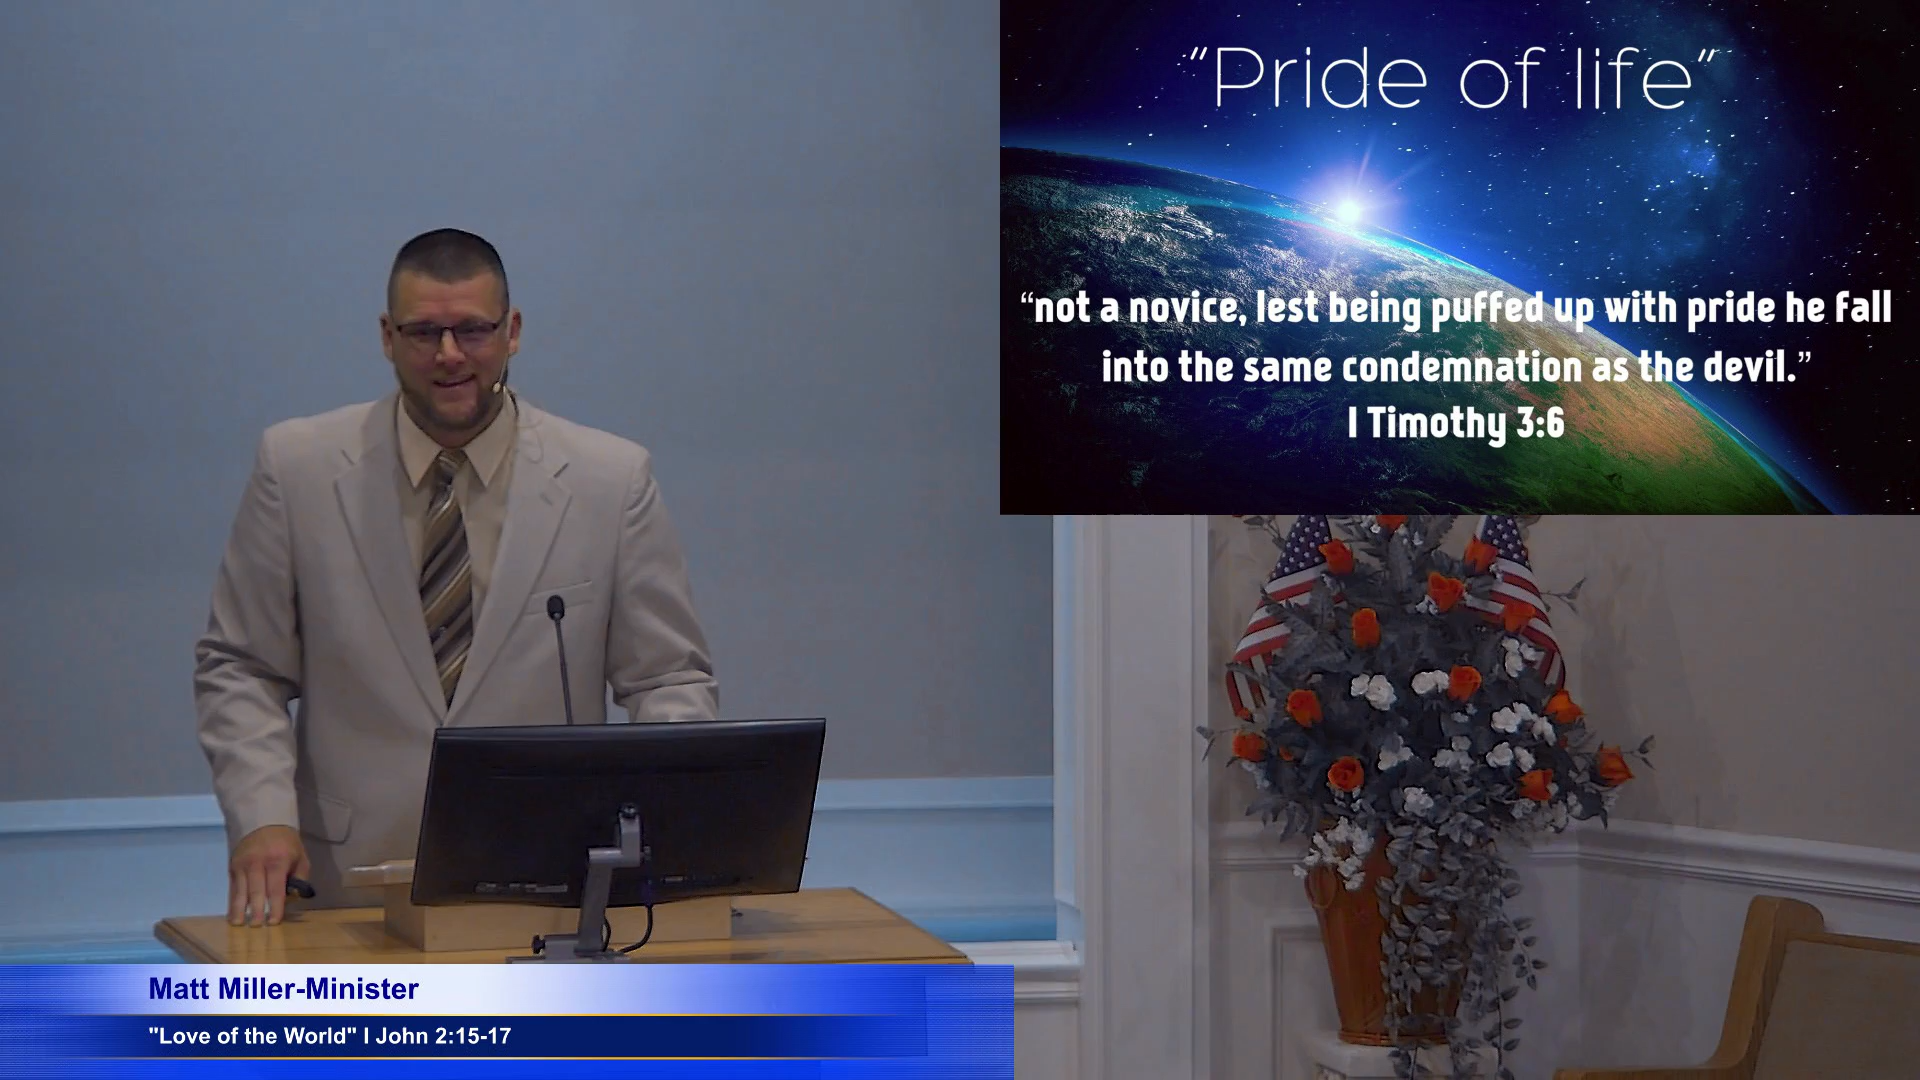 “Pride of life”
“not a novice, lest being puffed up with pride he fall
into the same condemnation as the devil.”
I Timothy 3:6
Matt Miller-Minister
"Love of the World" I John 2:15-17